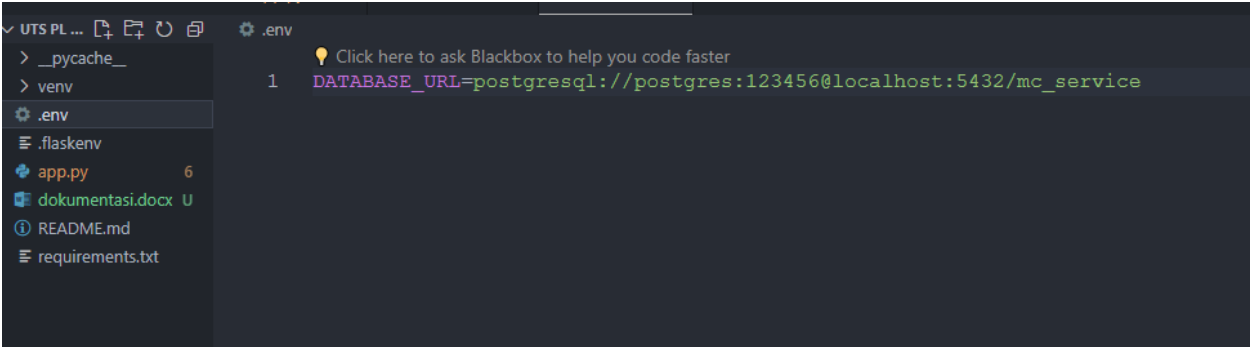 UTS PL ...
__pycache__
venv
.env
.flaskenv
app.py 6
dokumentasi.docx U
README.md
requirements.txt
.env
Click here to ask Blackbox to help you code faster
1 DATABASE_URL=postgresql://postgres:123456@localhost:5432/mc_service